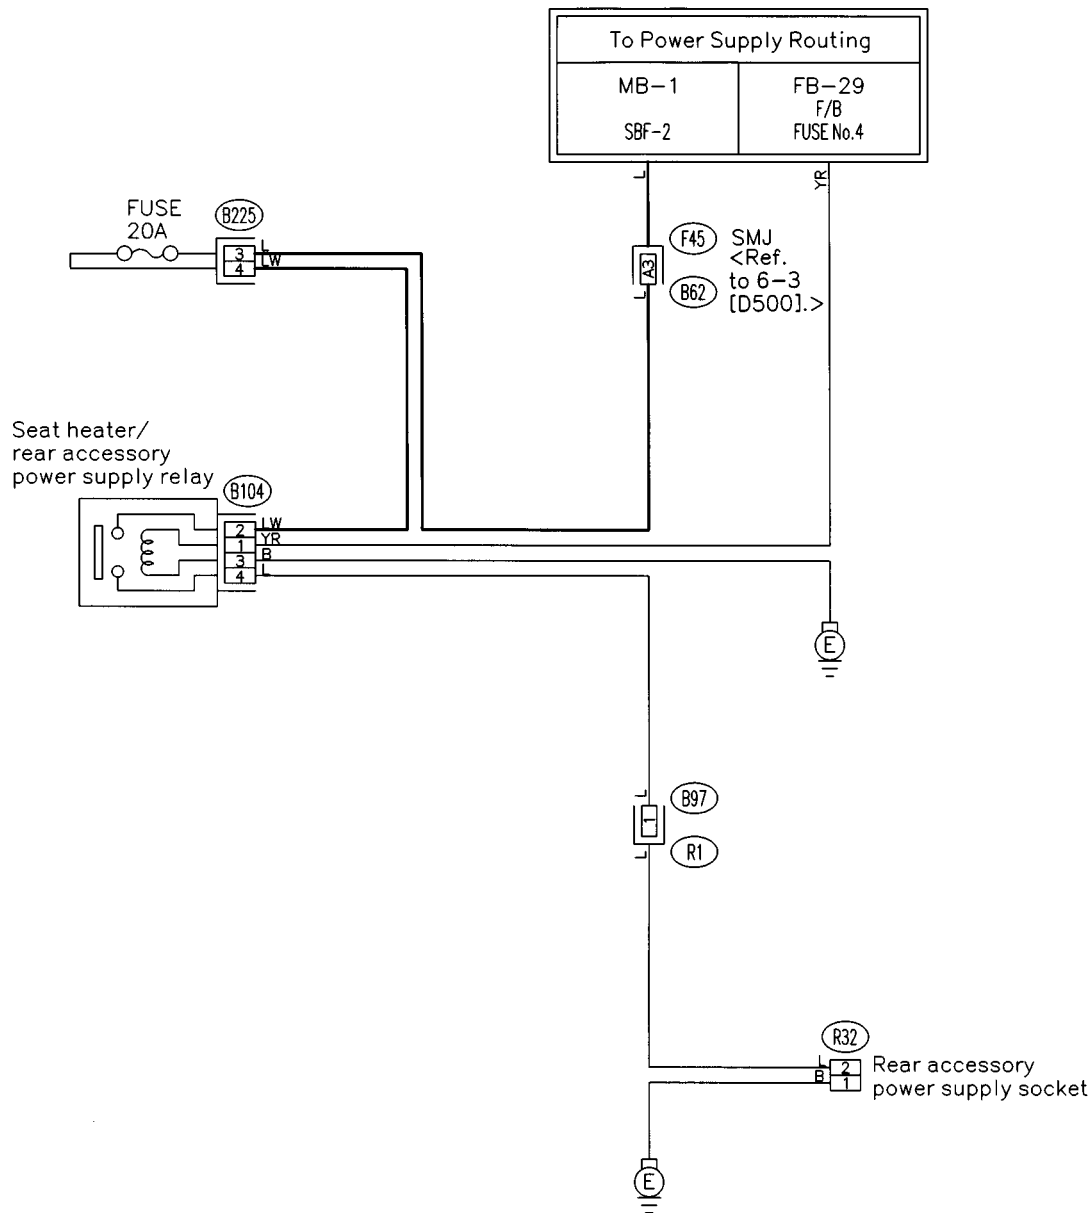 To Power Supply Routing
MB-1
SBF-2
FB-29
F/B
FUSE No.4
L
YR
FUSE
20A
B225
3
L
4
LW
F45
SMJ
<Ref.
to 6-3
[D500].>
A3
B62
L
Seat heater/
rear accessory
power supply relay
B104
2
LW
1
YR
3
B
4
L
E
L
B97
1
R1
L
R32
L
2
B
1
Rear accessory
power supply socket
E